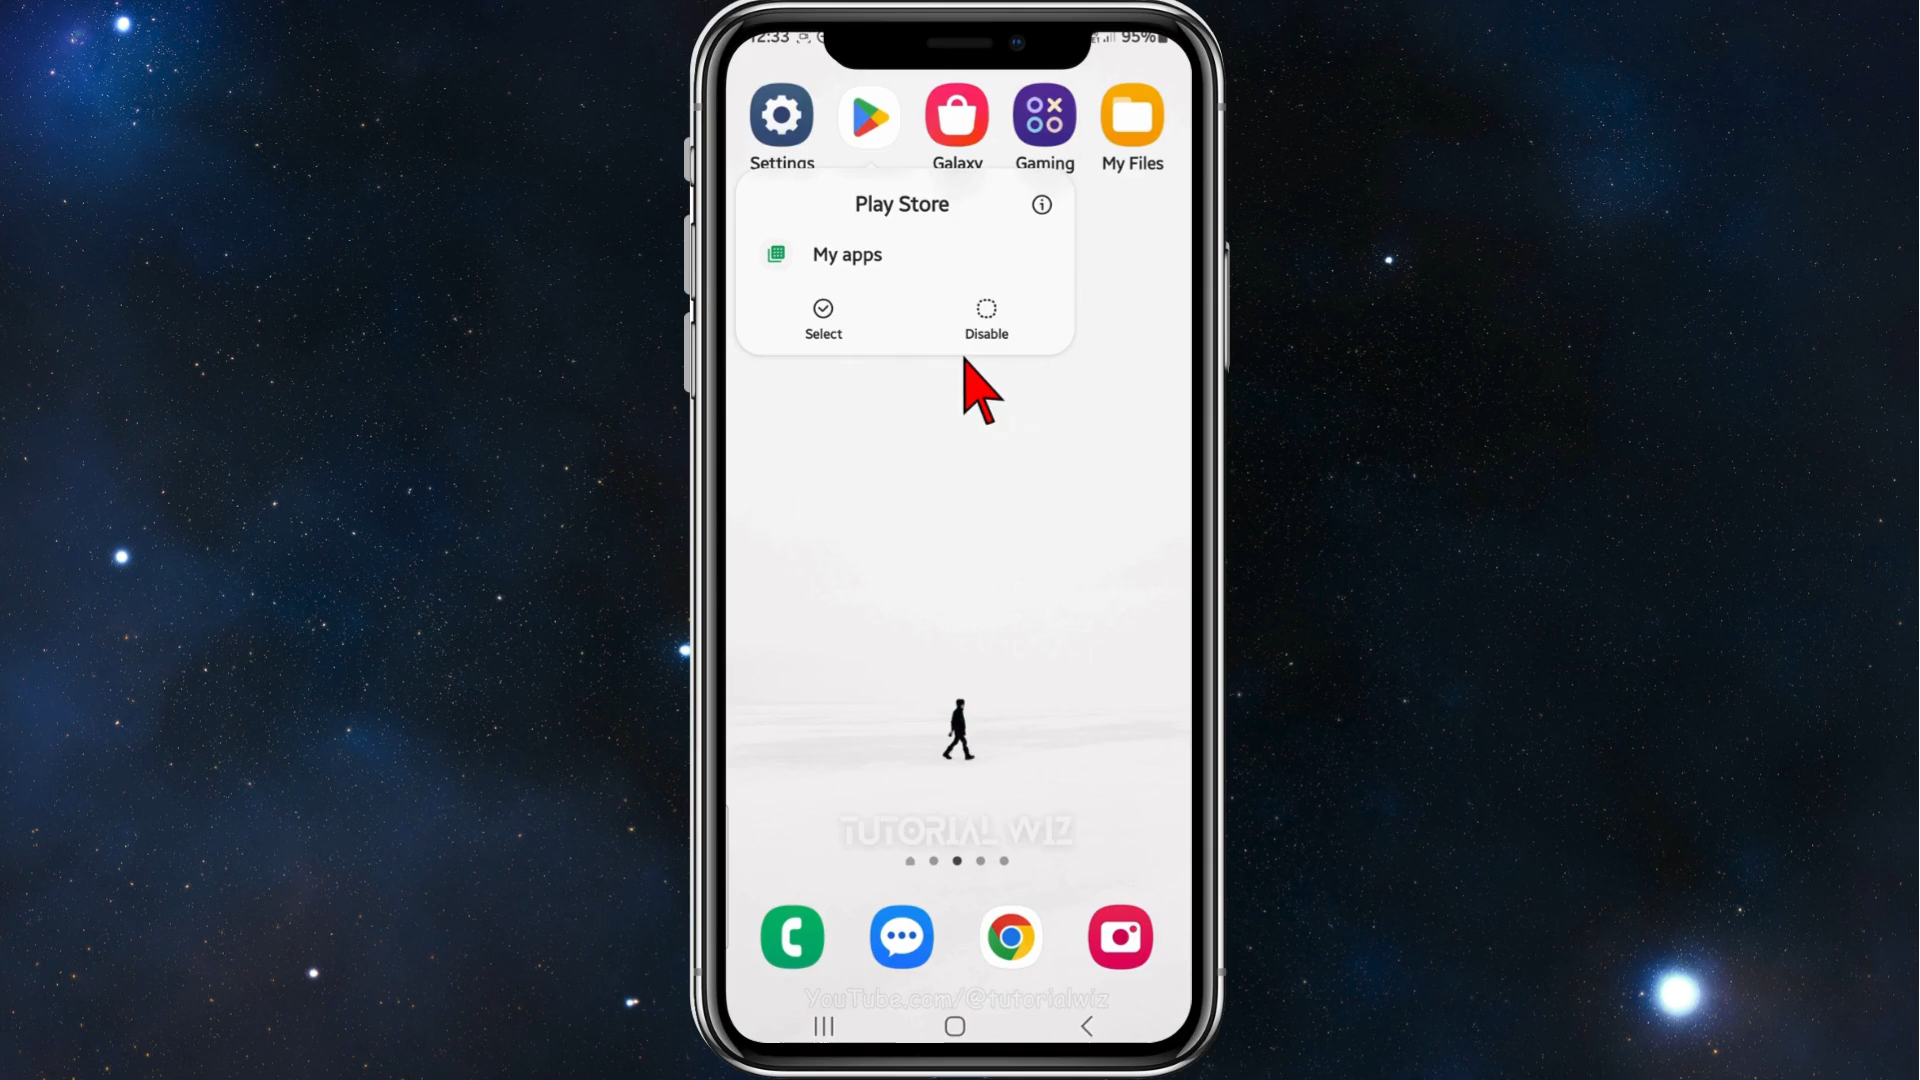 12:33
95%
Settings
Galaxy
Gaming
My Files
Play Store
My apps
Select
Disable
TUTORIAL WIZ
YouTube.com/@tutorialwiz